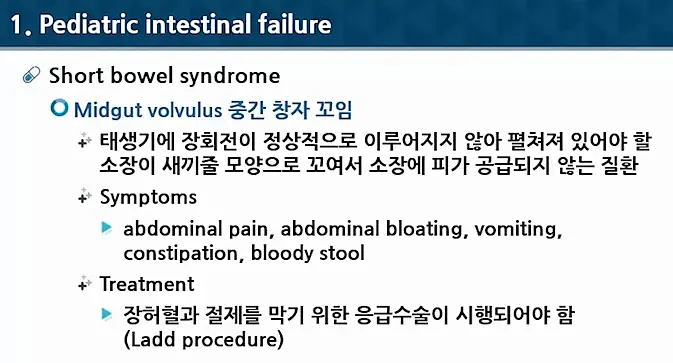 1. Pediatric intestinal failure
Short bowel syndrome
Midgut volvulus 중간 창자 꼬임
태생기에 장회전이 정상적으로 이루어지지 않아 펼쳐져 있어야 할
소장이 새끼줄 모양으로 꼬여서 소장에 피가 공급되지 않는 질환
Symptoms
abdominal pain, abdominal bloating, vomiting,
constipation, bloody stool
Treatment
장허혈과 절제를 막기 위한 응급수술이 시행되어야 함
(Ladd procedure)